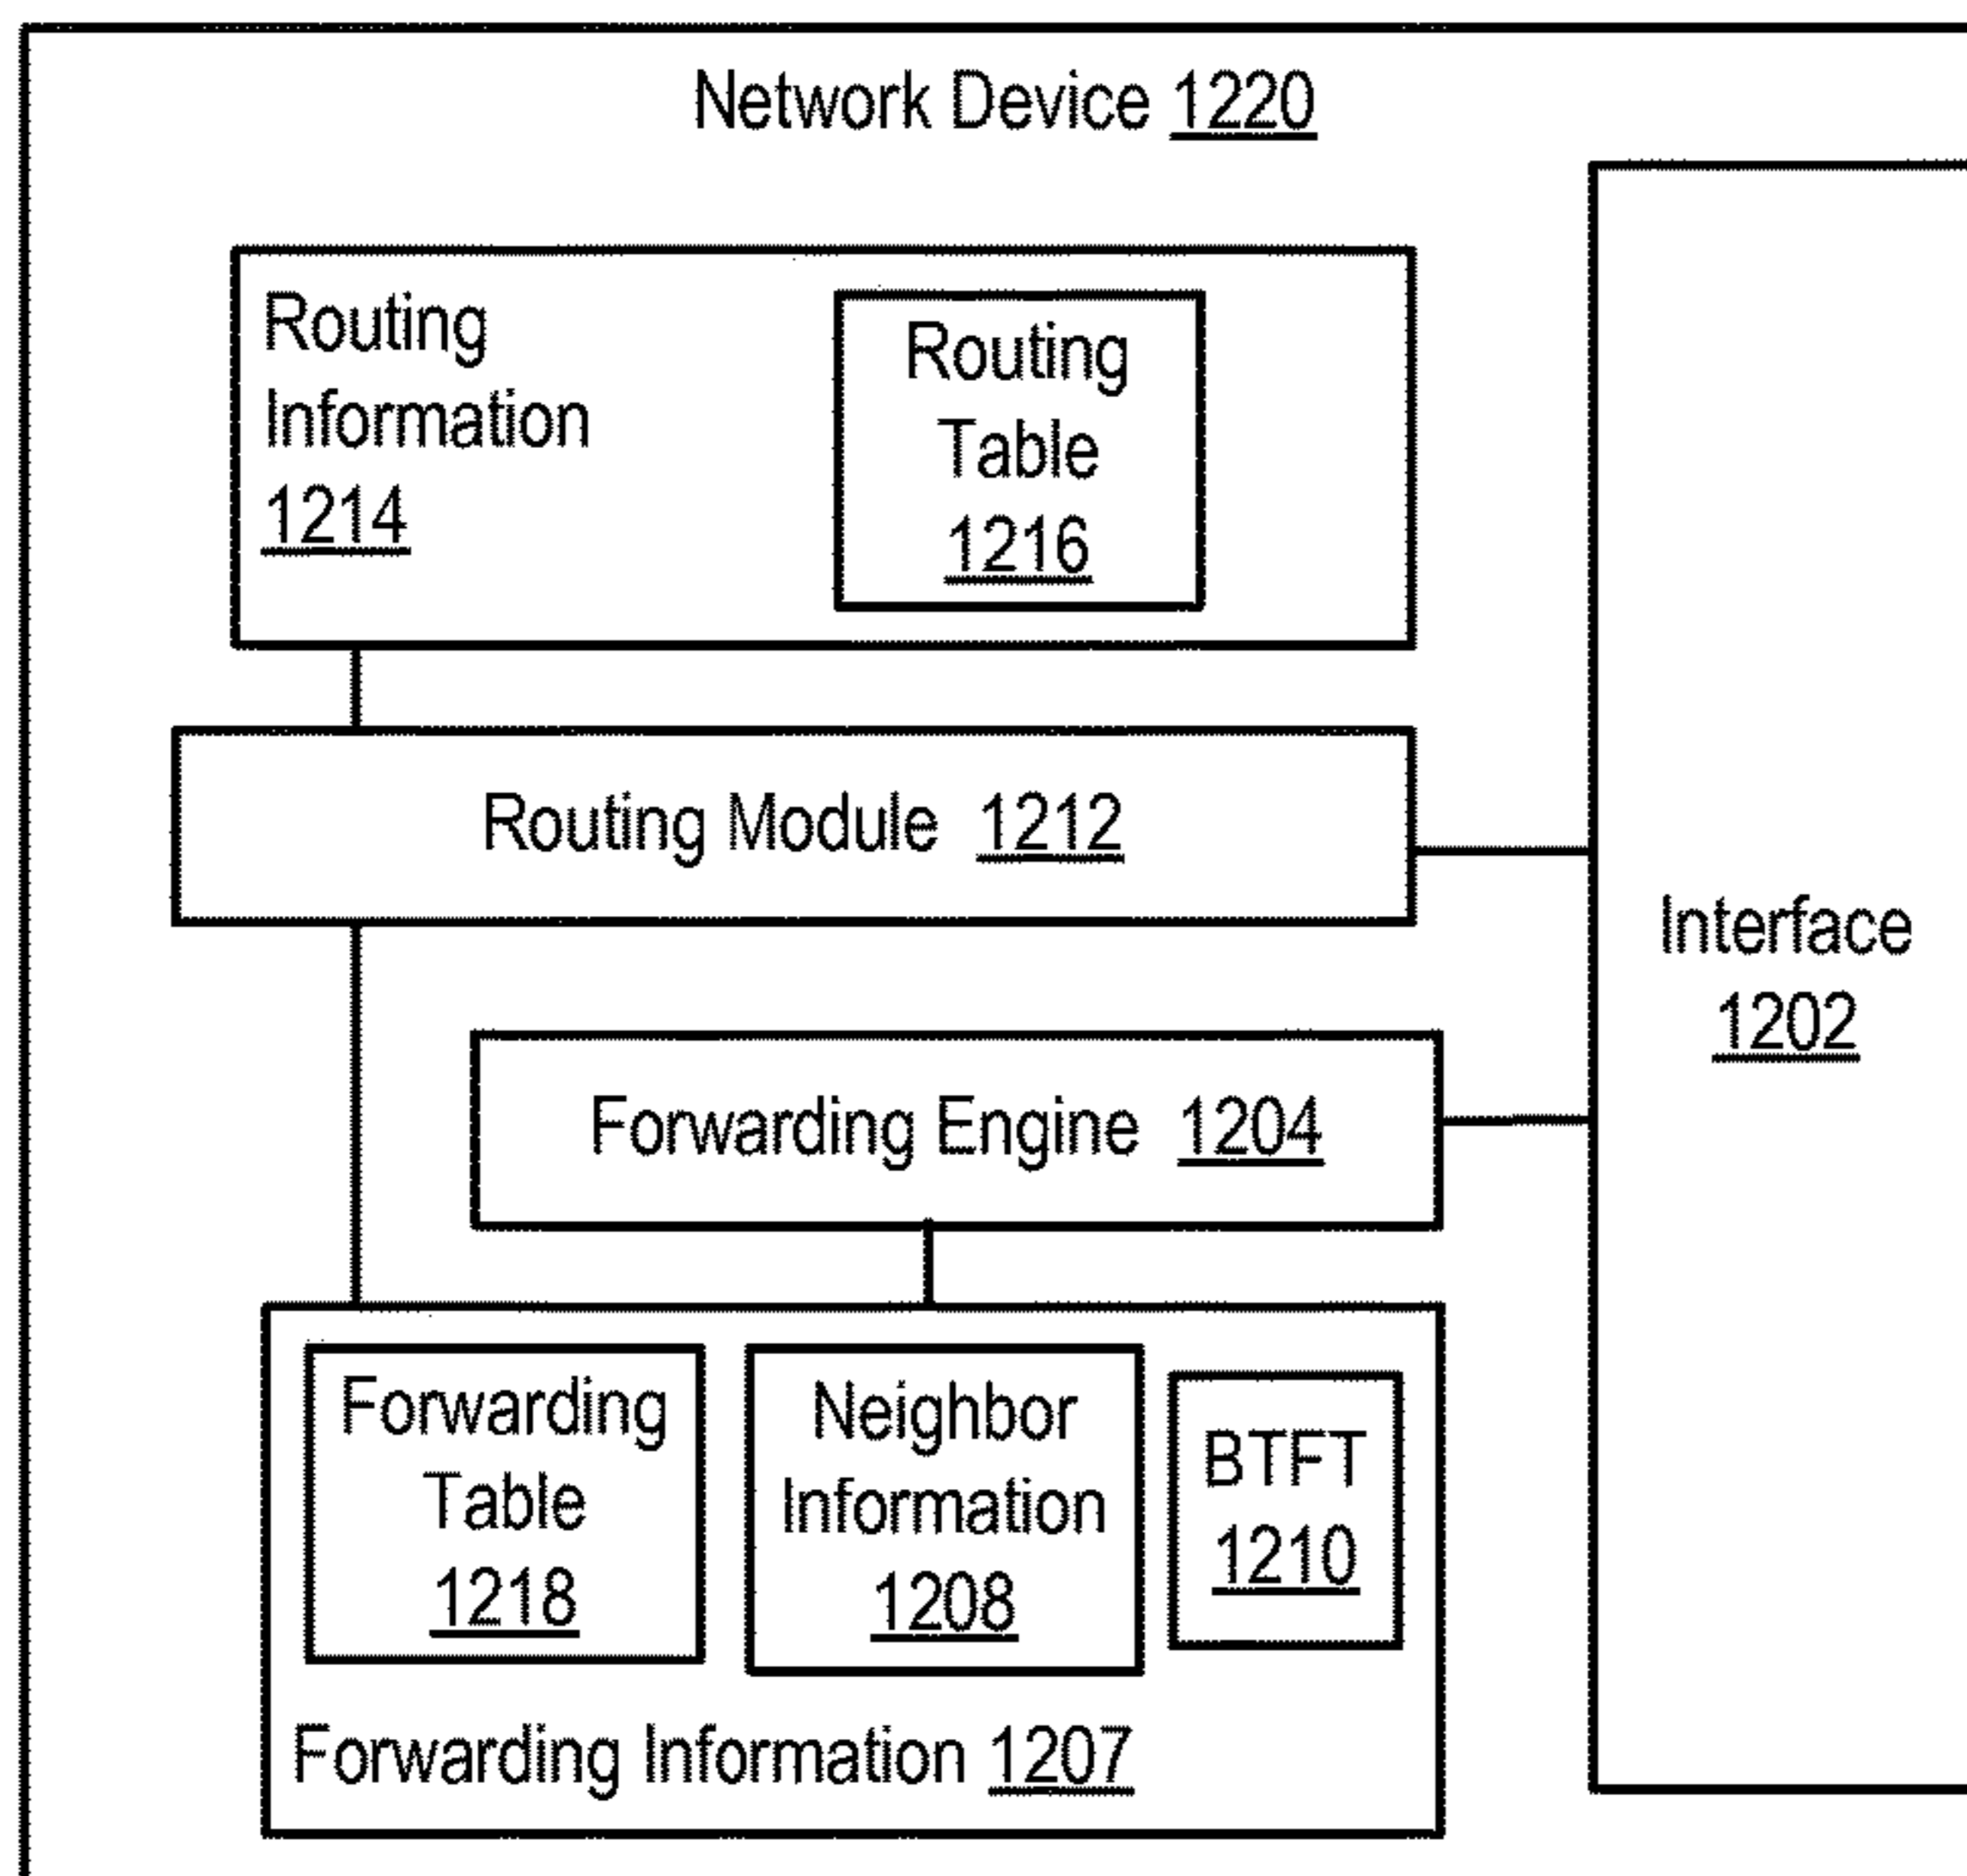 Network Device 1220
Routing
Information
1214
Routing
Table
1216
Routing Module 1212
Interface
1202
Forwarding Engine 1204
Forwarding
Table
1218
Neighbor
Information
1208
BTFT
1210
Forwarding Information 1207